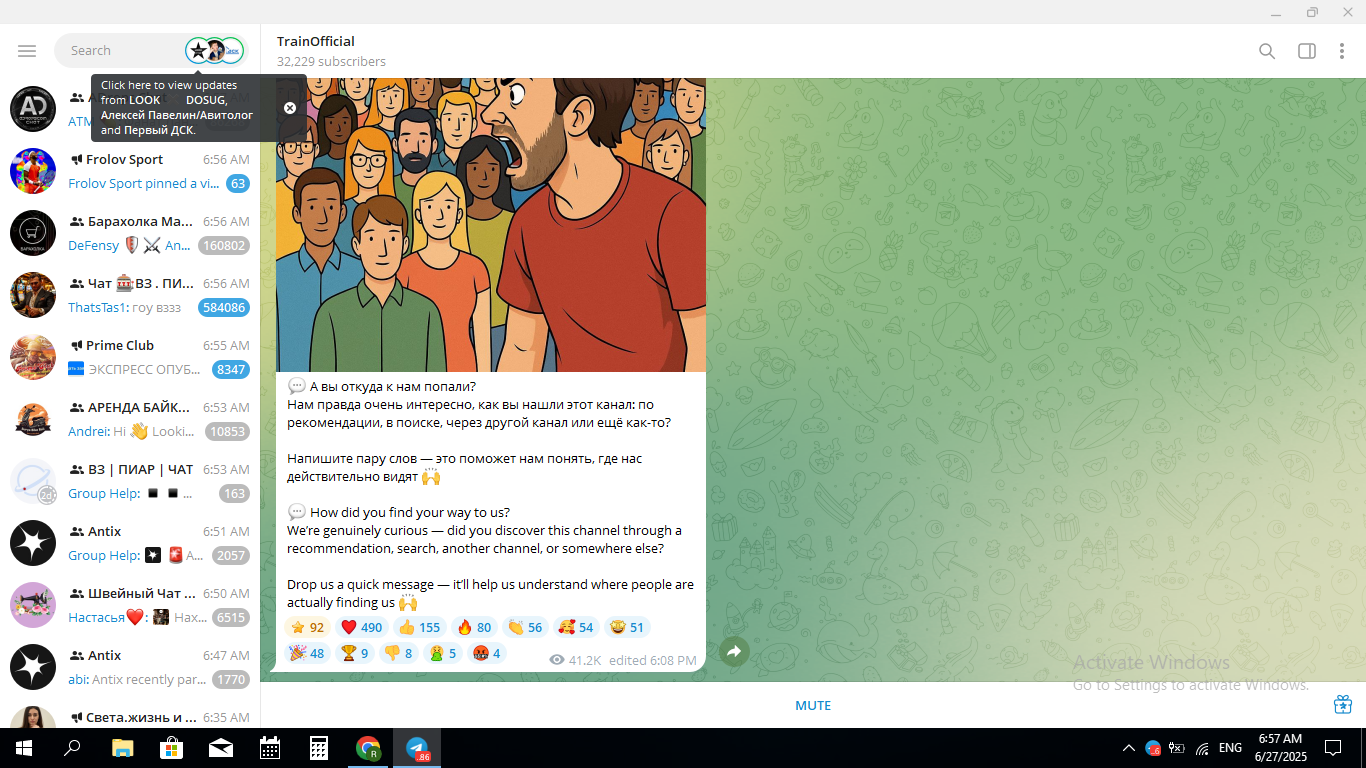 Search
TrainOfficial
32,229 subscribers
Click here to view updates
from LOOK DOSUG,
Алексей Павелин/Авитолог
and Первый ДСК.
ATM
Frolov Sport 6:56 AM
Frolov Sport pinned a vi... 63
Барахолка Ма... 6:56 AM
DeFensy An... 160802
Чат ВЗ . ПИ... 6:56 AM
ThatsTas1: гоу вззз 584086
Prime Club 6:55 AM
ЭКСПРЕСС ОПУБ... 8347
АРЕНДА БАЙК... 6:53 AM
Andrei: Hi 👋 Looki... 10853
ВЗ | ПИАР | ЧАТ 6:53 AM
Group Help: ▪ ▪ ... 163
2d
Antix 6:51 AM
Group Help: A... 2057
Швейный Чат ... 6:50 AM
Настасья❤️: Нах... 6515
Antix 6:47 AM
abi: Antix recently par... 1770
Света.жизнь и ... 6:35 AM
💬 А вы откуда к нам попали?
Нам правда очень интересно, как вы нашли этот канал: по
рекомендации, в поиске, через другой канал или ещё как-то?
Напишите пару слов — это поможет нам понять, где нас
действительно видят 🙌
💬 How did you find your way to us?
We’re genuinely curious — did you discover this channel through a
recommendation, search, another channel, or somewhere else?
Drop us a quick message — it’ll help us understand where people are
actually finding us 🙌
⭐ 92 ❤️ 490 👍 155 🔥 80 👏 56 🥰 54 🤩 51
🎉 48 🏆 9 👎 8 🤮 5 🤬 4 41.2K edited 6:08 PM
Activate Windows
Go to Settings to activate Windows.
MUTE
R
..86
ENG
6:57 AM
6/27/2025